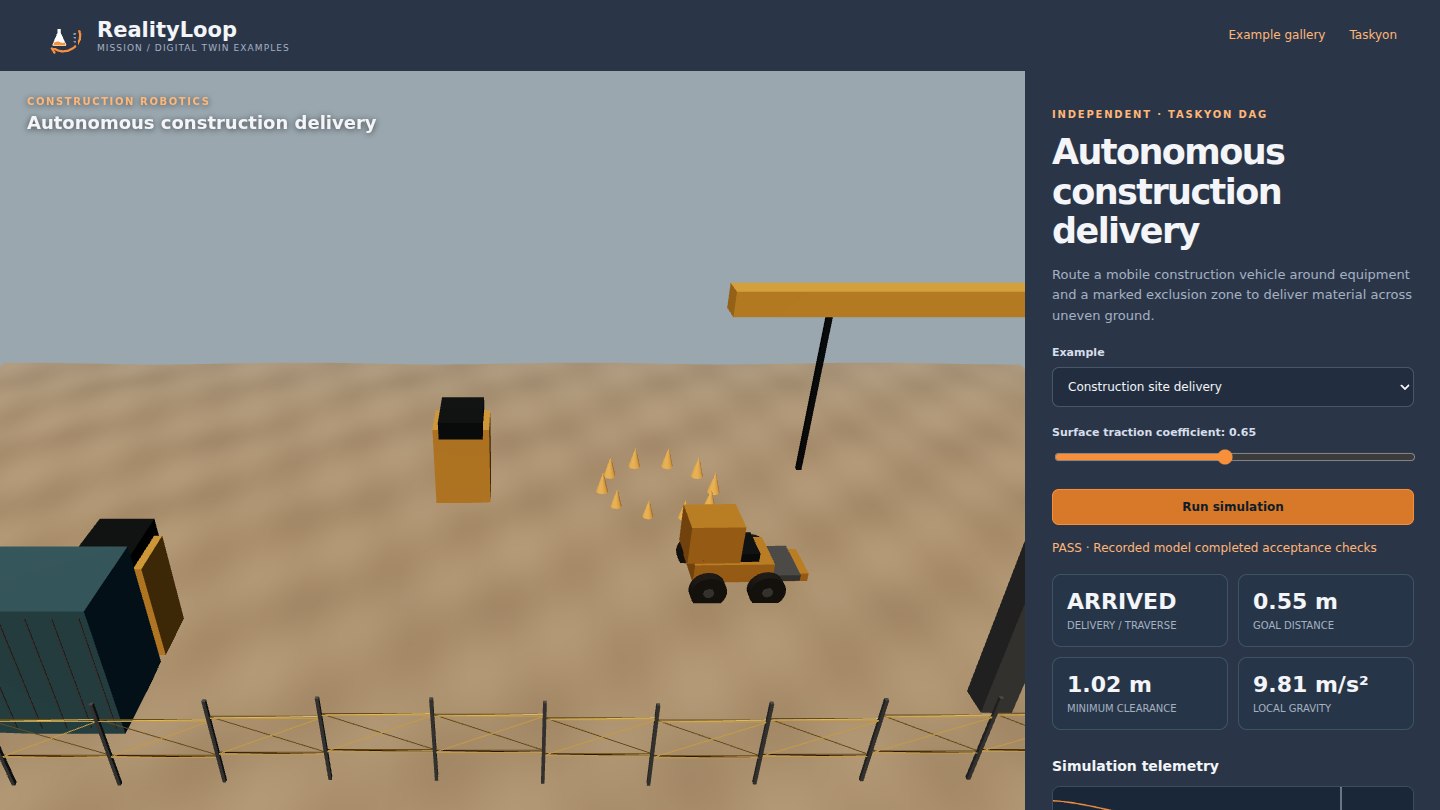 RealityLoop
MISSION / DIGITAL TWIN EXAMPLES
Example gallery
Taskyon
CONSTRUCTION ROBOTICS
Autonomous construction delivery
INDEPENDENT · TASKYON DAG
Autonomous
construction
delivery
Route a mobile construction vehicle around equipment
and a marked exclusion zone to deliver material across
uneven ground.
Example
Construction site delivery
Surface traction coefficient: 0.65
Run simulation
PASS · Recorded model completed acceptance checks
ARRIVED
DELIVERY / TRAVERSE
0.55 m
GOAL DISTANCE
1.02 m
MINIMUM CLEARANCE
9.81 m/s²
LOCAL GRAVITY
Simulation telemetry